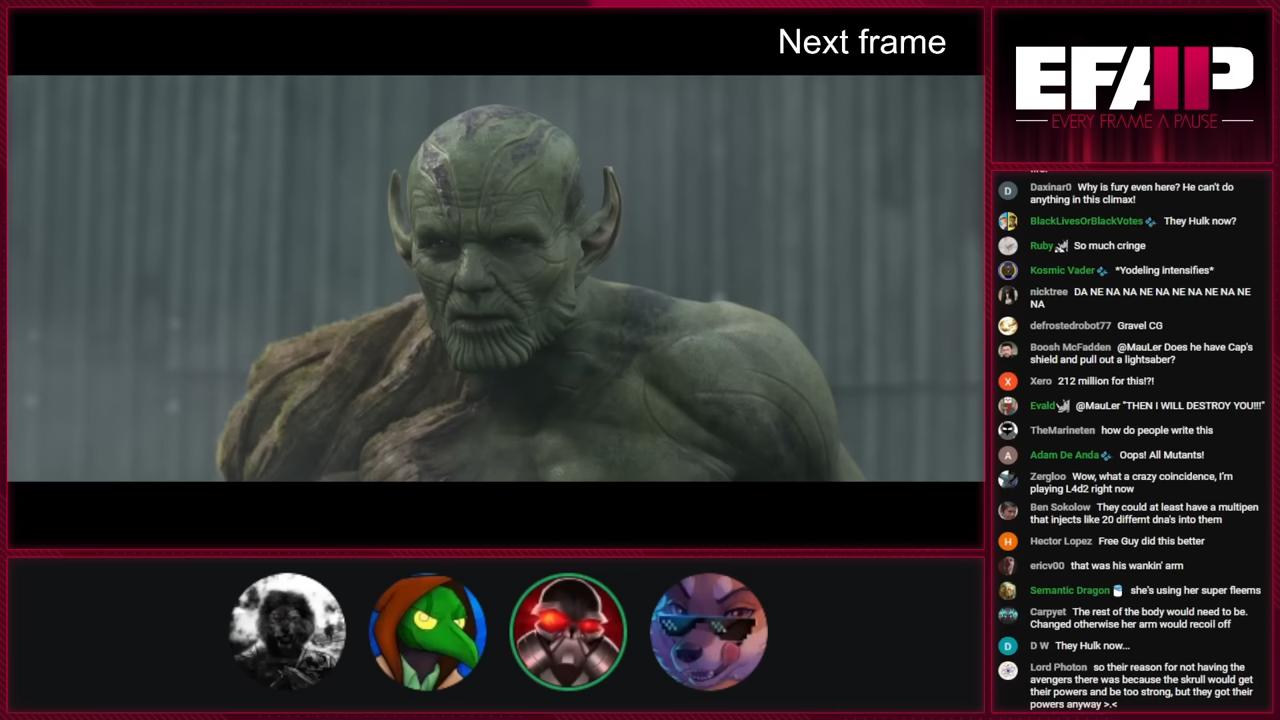 Next frame
EFAP
EVERY FRAME A PAUSE
Daxinar0 Why is fury even here? He can't do
anything in this climax!
BlackLivesOrBlackVotes They Hulk now?
Ruby So much cringe
Kosmic Vader *Yodeling intensifies*
nicktree DA NE NA NA NE NA NE NA NE NA NE
NA
defrostedrobot77 Gravel CG
Boosh McFadden @MauLer Does he have Cap's
shield and pull out a lightsaber?
Xero 212 million for this!?!
Evald @MauLer "THEN I WILL DESTROY YOU!!!"
TheMarineten how do people write this
Adam De Anda Oops! All Mutants!
Zergloo Wow, what a crazy coincidence, I'm
playing L4d2 right now
Ben Sokolow They could at least have a multipen
that injects like 20 differnt dna's into them
Hector Lopez Free Guy did this better
ericv00 that was his wankin' arm
Semantic Dragon she's using her super fleems
Carpyet The rest of the body would need to be.
Changed otherwise her arm would recoil off
D W They Hulk now...
Lord Photon so their reason for not having the
avengers there was because the skrull would get
their powers and be too strong, but they got their
powers anyway >.<